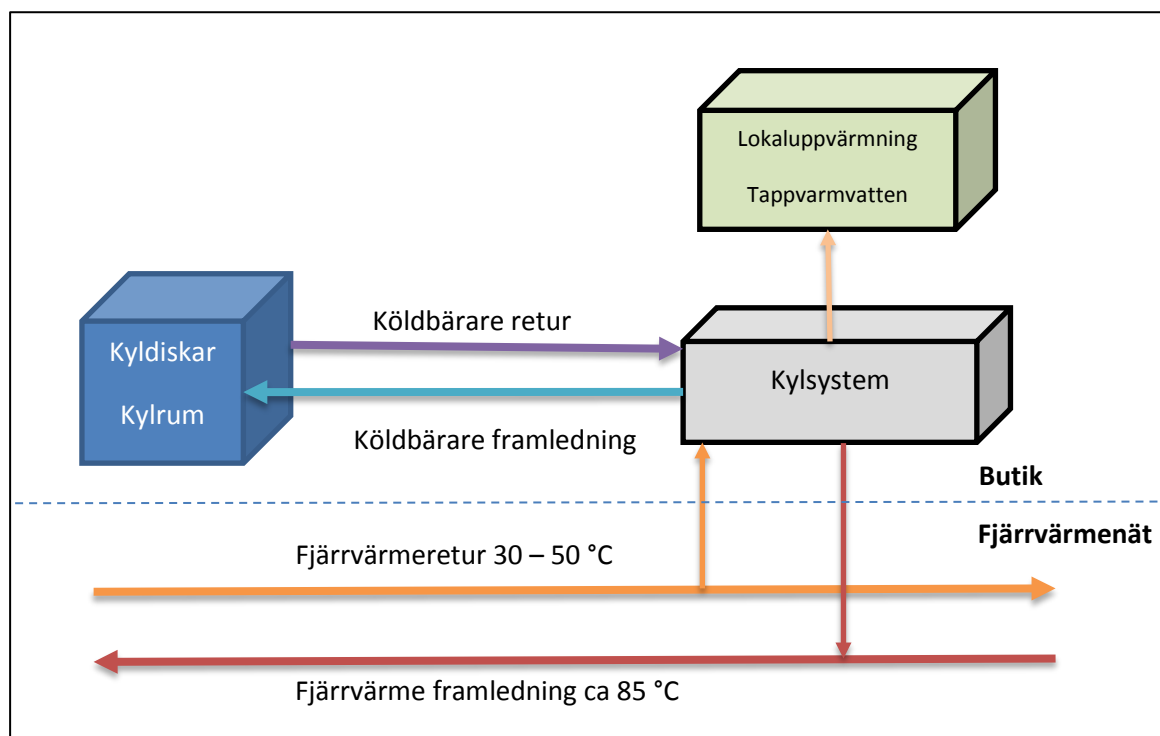 Lokaluppvärmning
Tappvarmvatten
Köldbärare retur
Kyldiskar
Kylrum
Kylsystem
Köldbärare framledning
Butik
Fjärrvärmenät
Fjärrvärmeretur 30 – 50 °C
Fjärrvärme framledning ca 85 °C